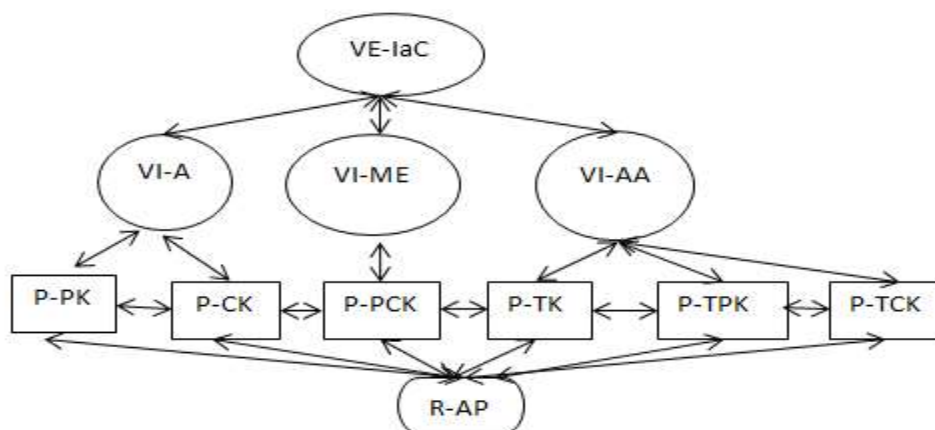 VE-IaC
VI-A
VI-ME
VI-AA
P-PK
P-CK
P-PCK
P-TK
P-TPK
P-TCK
R-AP